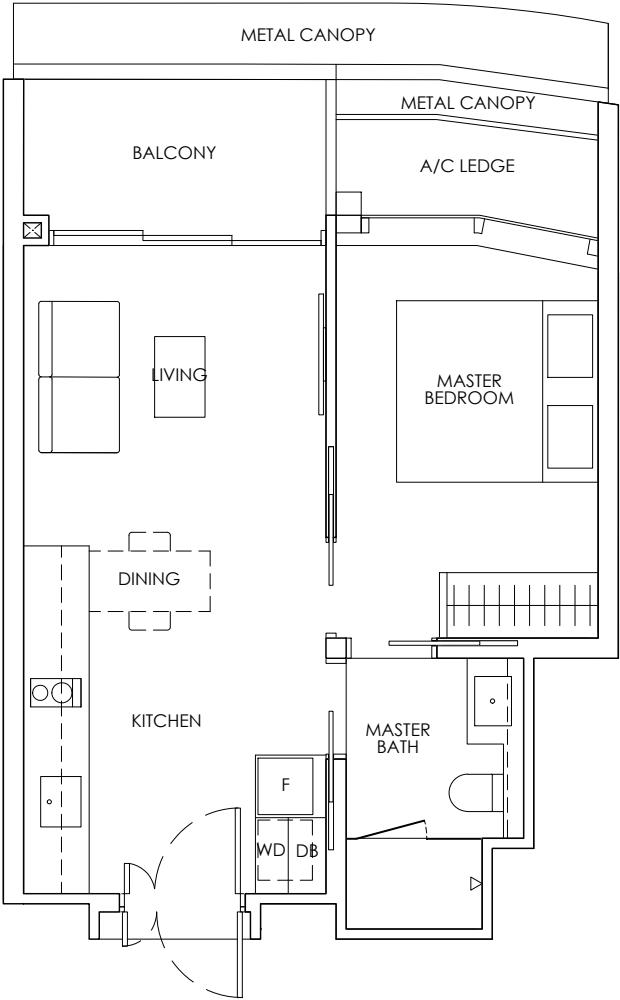 METAL CANOPY
METAL CANOPY
BALCONY
A/C LEDGE
LIVING
MASTER
BEDROOM
DINING
KITCHEN
MASTER
BATH
F
WD
DB